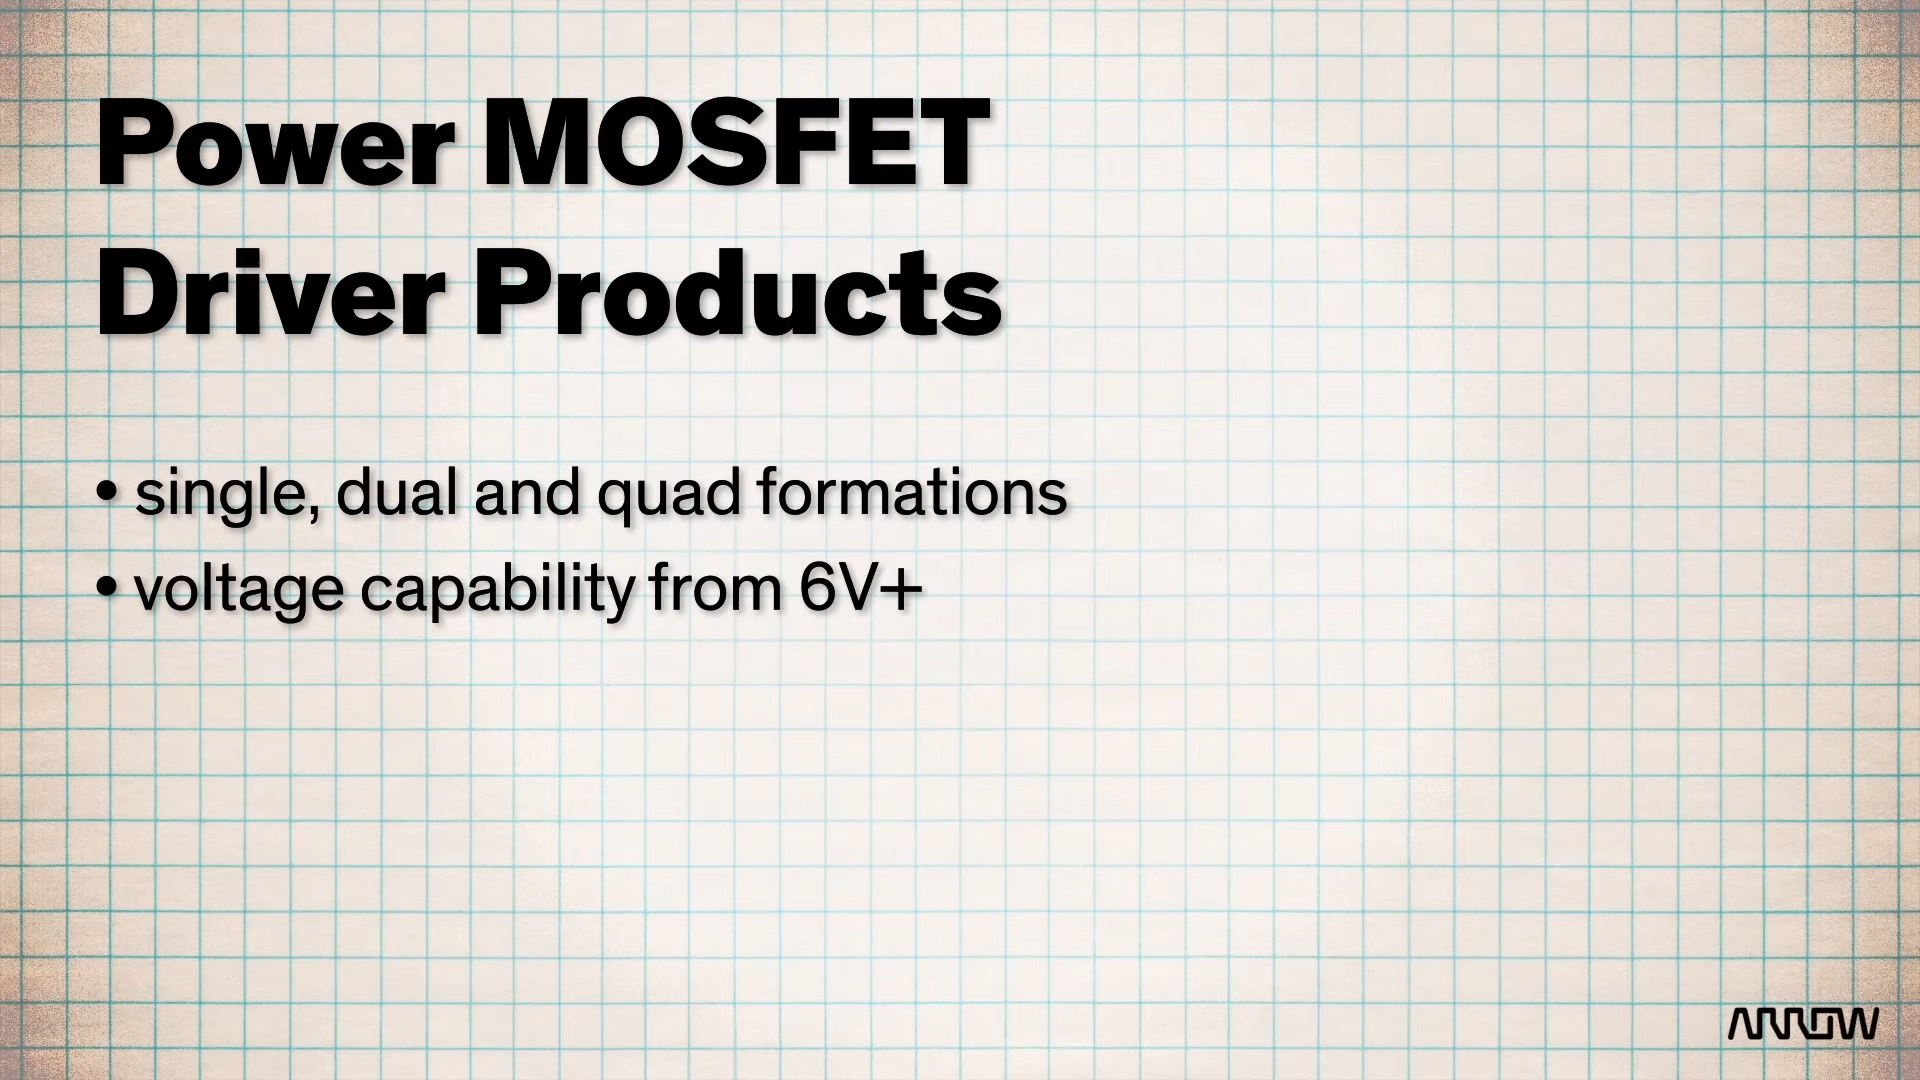 Power MOSFET
Driver Products
• single, dual and quad formations
• voltage capability from 6V+
ARROW